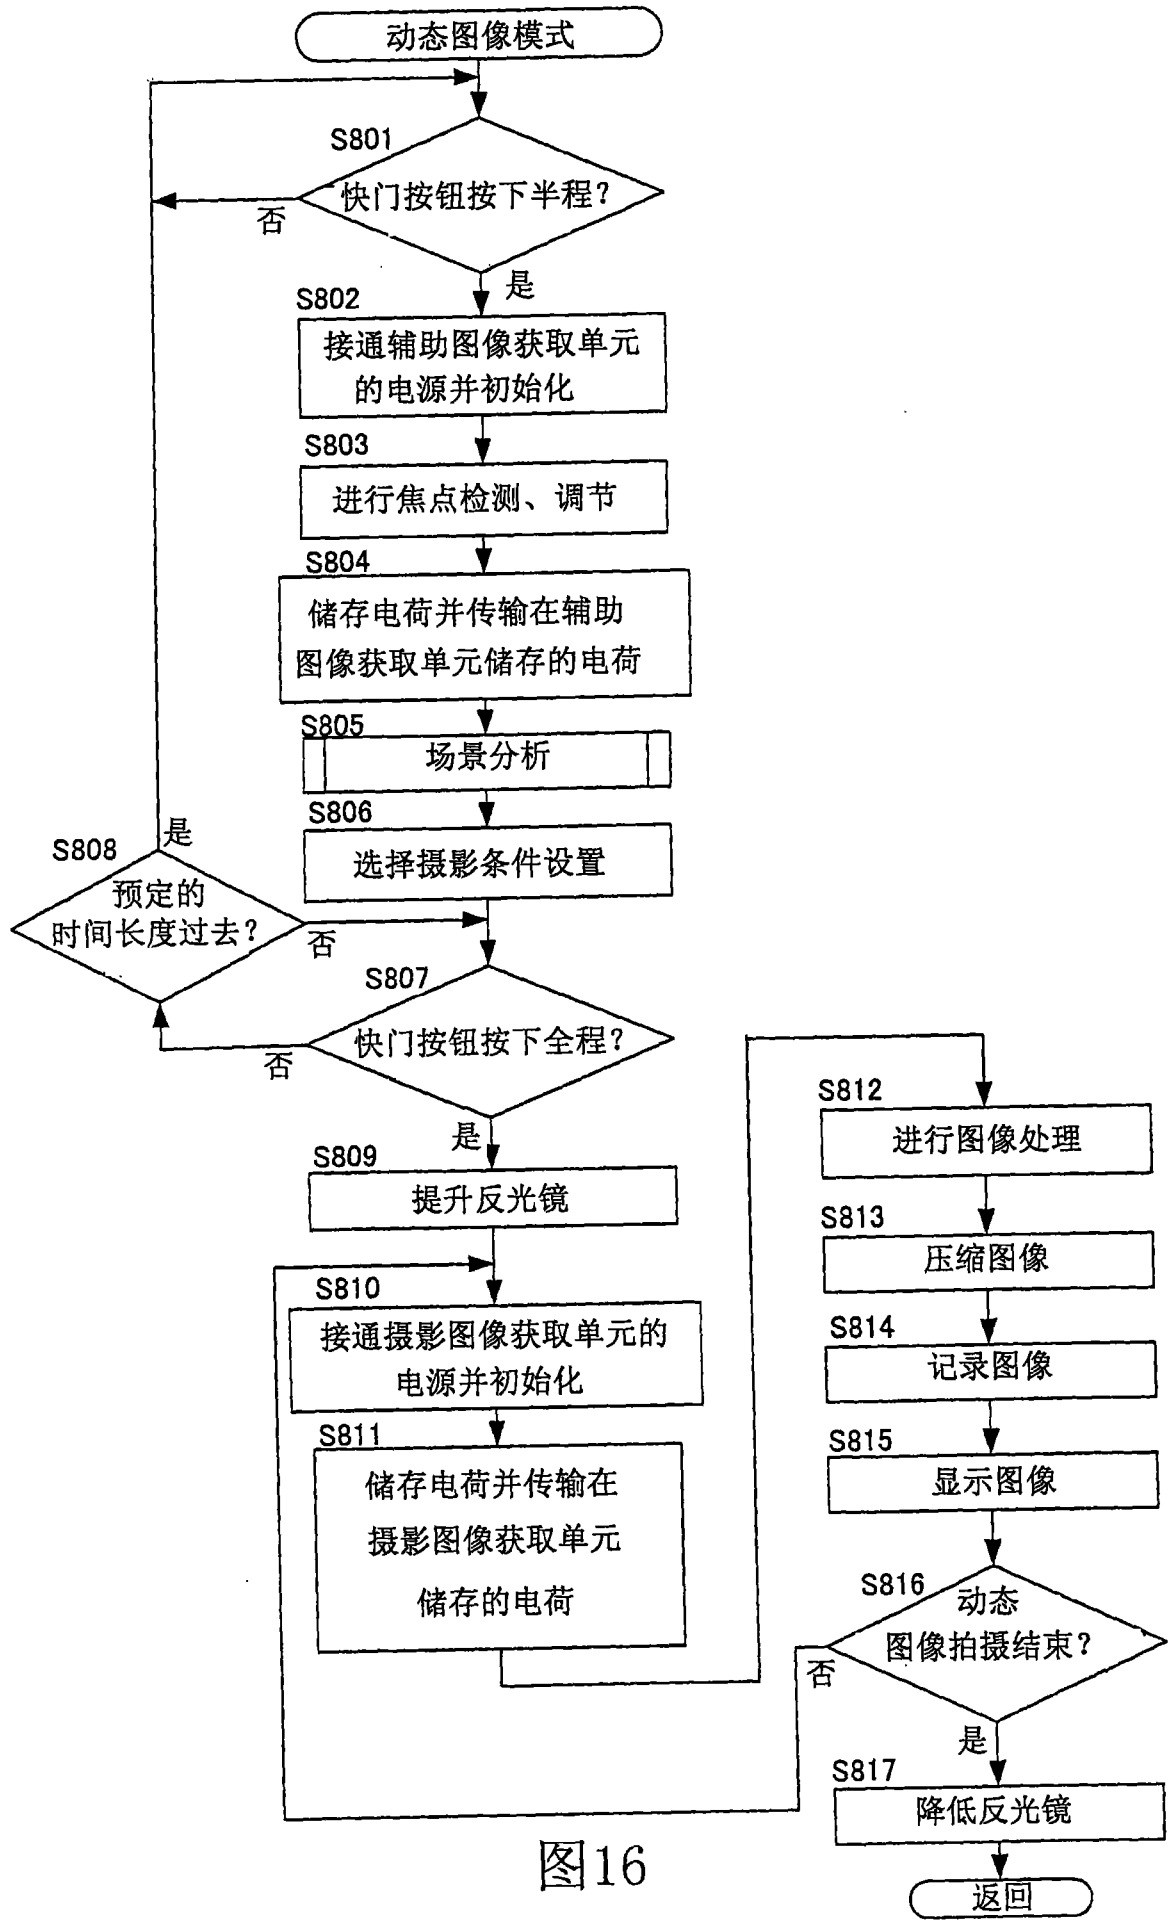 动态图像模式
S801
快门按钮按下半程?
否
是
S802
接通辅助图像获取单元
的电源并初始化
S803
进行焦点检测、调节
S804
储存电荷并传输在辅助
图像获取单元储存的电荷
S805
场景分析
S806
选择摄影条件设置
S808
是
预定的
时间长度过去?
否
S807
快门按钮按下全程?
否
是
S809
提升反光镜
S810
接通摄影图像获取单元的
电源并初始化
S811
储存电荷并传输在
摄影图像获取单元
储存的电荷
S812
进行图像处理
S813
压缩图像
S814
记录图像
S815
显示图像
S816
动态
图像拍摄结束?
否
是
S817
降低反光镜
返回
图16